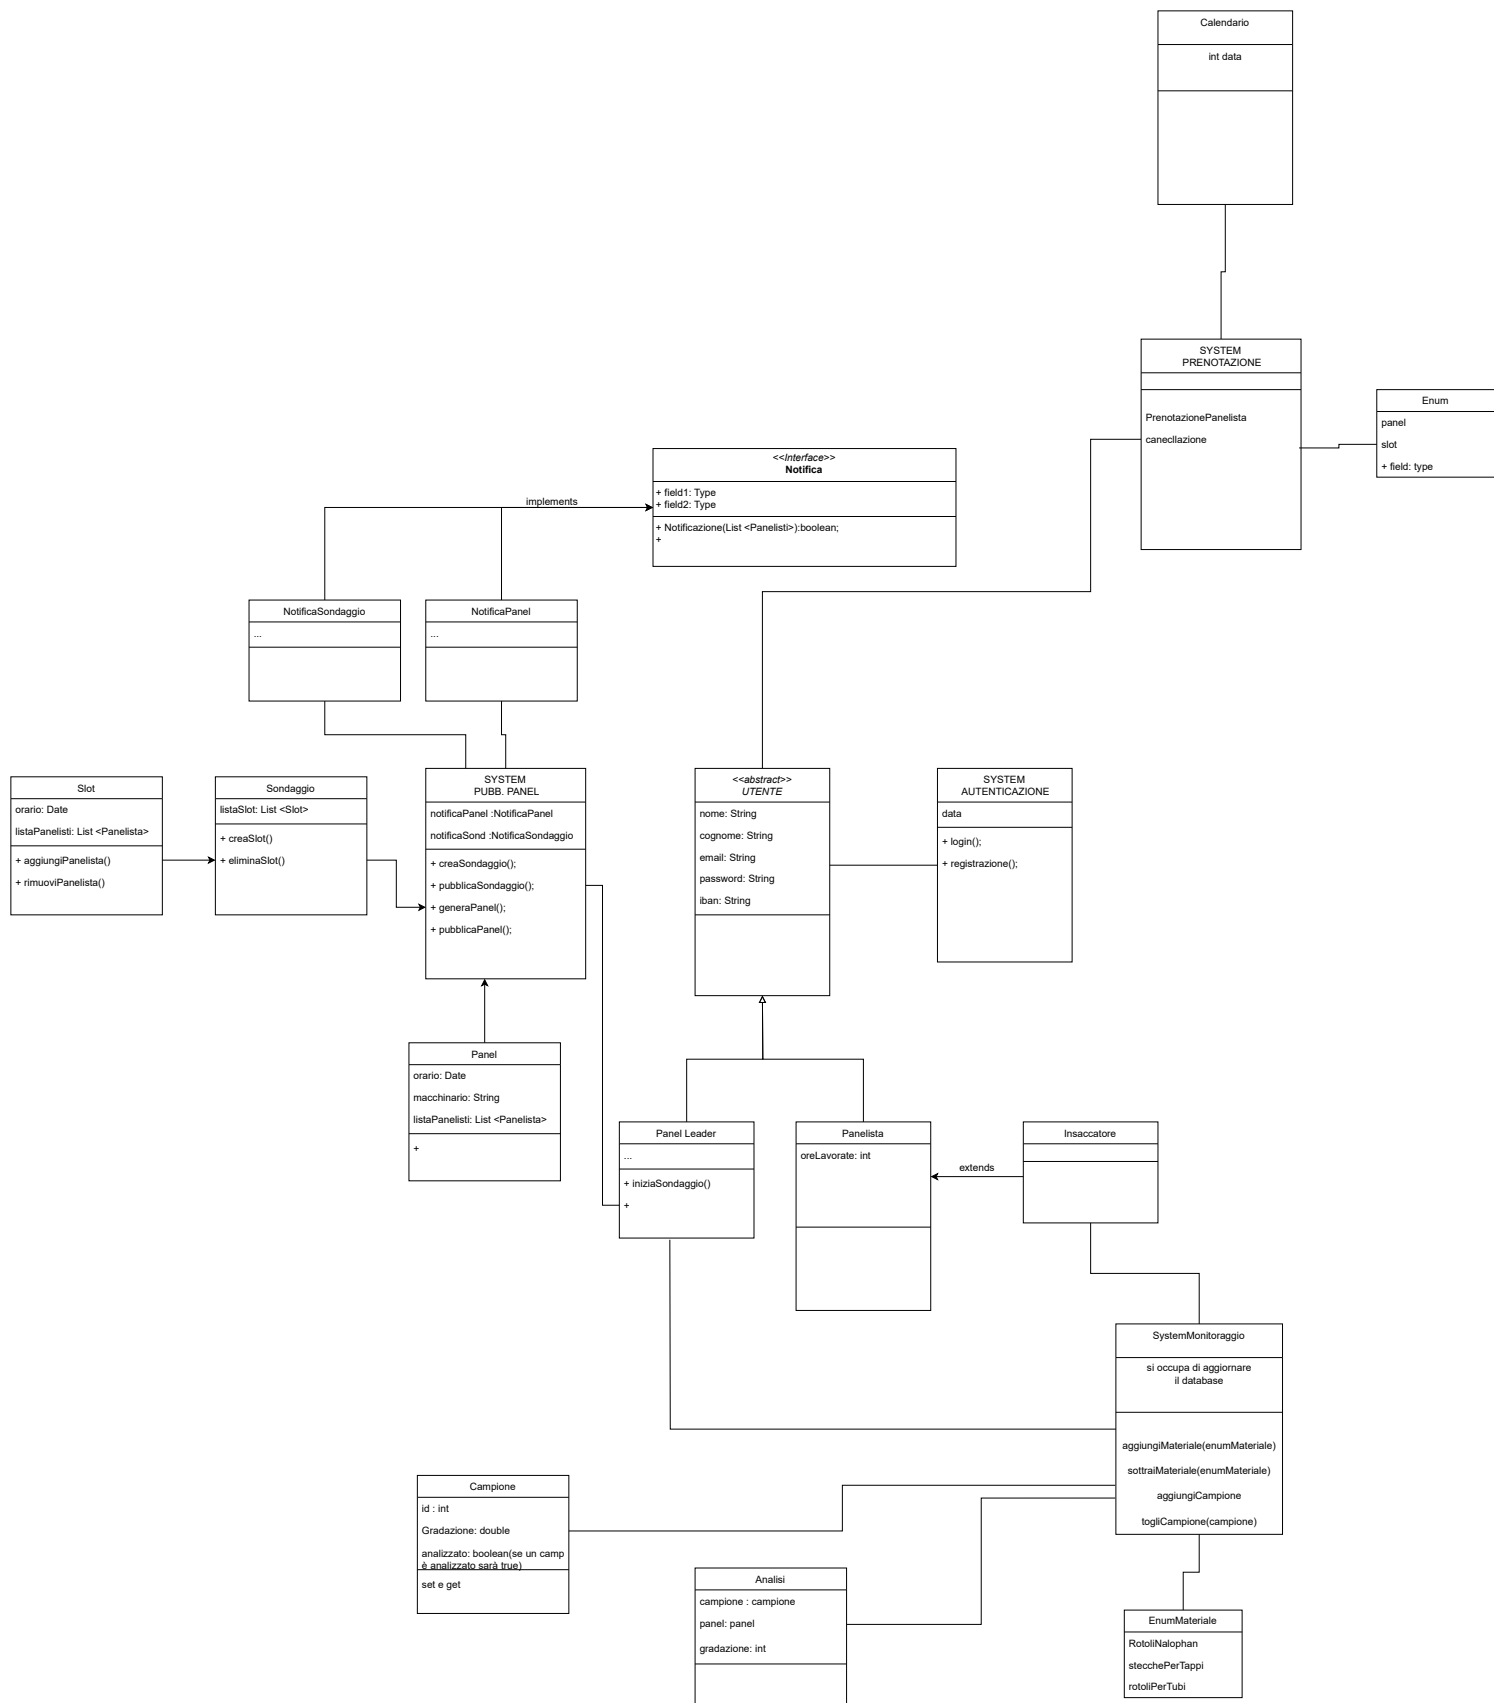 Calendario
int data
SYSTEM
PRENOTAZIONE
PrenotazionePanelista
canecllazione
Enum
panel
slot
+ field: type
<<Interface>>
Notifica
+ field1: Type
+ field2: Type
+ Notificazione(List <Panelisti>):boolean;
+
implements
NotificaSondaggio
...
NotificaPanel
...
Slot
orario: Date
listaPanelisti: List <Panelista>
+ aggiungiPanelista()
+ rimuoviPanelista()
Sondaggio
listaSlot: List <Slot>
+ creaSlot()
+ eliminaSlot()
SYSTEM
PUBB. PANEL
notificaPanel :NotificaPanel
notificaSond :NotificaSondaggio
+ creaSondaggio();
+ pubblicaSondaggio();
+ generaPanel();
+ pubblicaPanel();
<<abstract>>
UTENTE
nome: String
cognome: String
email: String
password: String
iban: String
SYSTEM
AUTENTICAZIONE
data
+ login();
+ registrazione();
Panel
orario: Date
macchinario: String
listaPanelisti: List <Panelista>
+
Panel Leader
...
+ iniziaSondaggio()
+
Panelista
oreLavorate: int
extends
Insaccatore
SystemMonitoraggio
si occupa di aggiornare
il database
aggiungiMateriale(enumMateriale)
sottraiMateriale(enumMateriale)
aggiungiCampione
togliCampione(campione)
Campione
id : int
Gradazione: double
analizzato: boolean(se un camp
è analizzato sarà true)
set e get
Analisi
campione : campione
panel: panel
gradazione: int
EnumMateriale
RotoliNalophan
stecchePerTappi
rotoliPerTubi